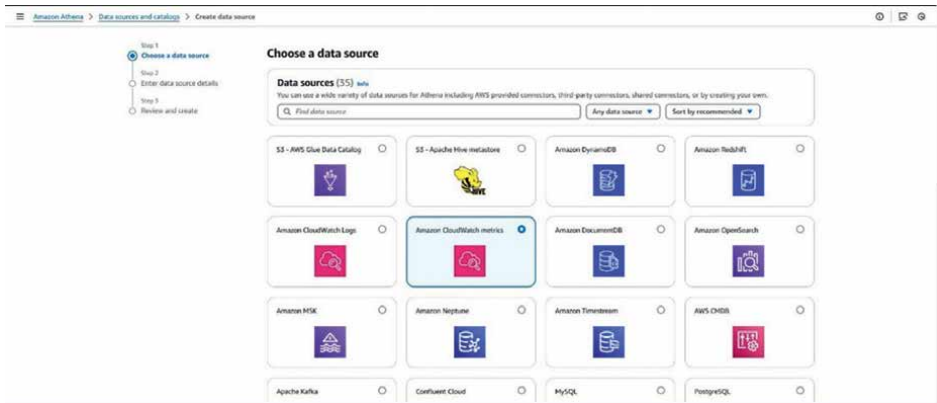 Amazon Athena > Data sources and catalogs > Create data source
Step 1
Choose a data source
Step 2
Enter data source details
Step 3
Review and create
Choose a data source
Data sources (35) Info
You can use a wide variety of data sources for Athena including AWS provided connectors, third-party connectors, shared connectors, or by creating your own.
Find data source
Any data source
Sort by recommended
S3 - AWS Glue Data Catalog
S3 - Apache Hive metastore
Amazon DynamoDB
Amazon Redshift
HIVE
Amazon CloudWatch Logs
Amazon CloudWatch metrics
Amazon DocumentDB
Amazon OpenSearch
Amazon MSK
Amazon Neptune
Amazon Timestream
AWS CMDB
Apache Kafka
Confluent Cloud
MySQL
PostgreSQL